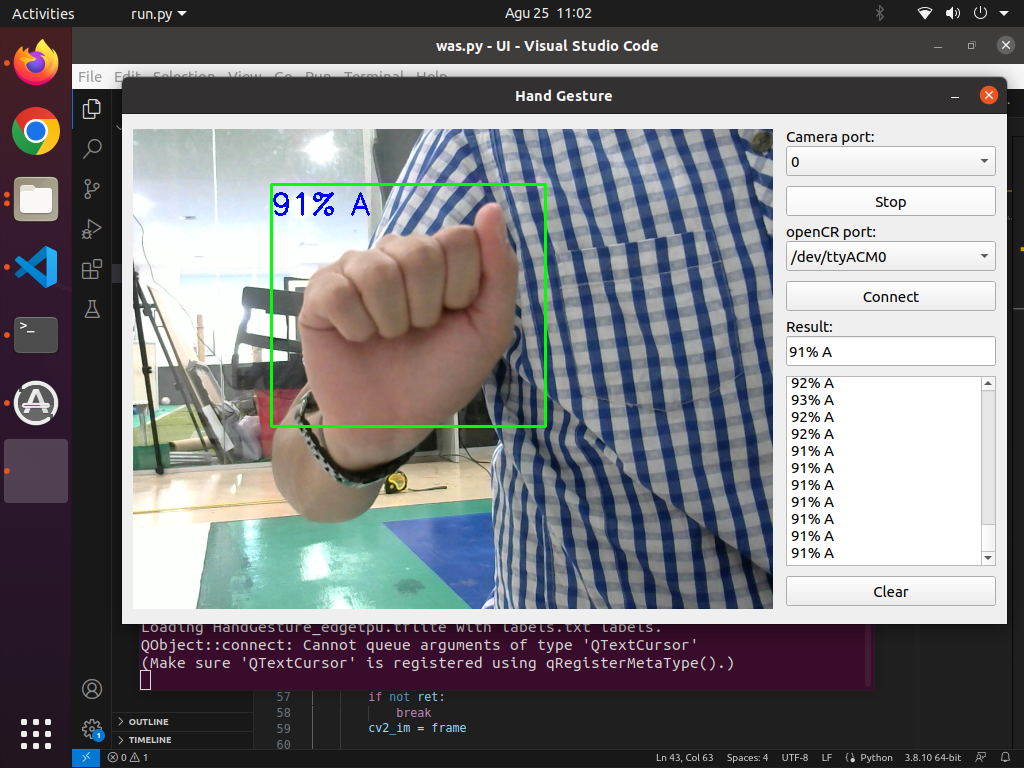 Activities
run.py
Agu 25 11:02
was.py - UI - Visual Studio Code
File Edit Selection View Go Run Terminal Help
Hand Gesture
91% A
Camera port:
0
Stop
openCR port:
/dev/ttyACM0
Connect
Result:
91% A
92% A
93% A
92% A
92% A
91% A
91% A
91% A
91% A
91% A
91% A
91% A
Clear
Loading HandGesture_edgetpu.tflite with labels.txt labels.
QObject::connect: Cannot queue arguments of type 'QTextCursor'
(Make sure 'QTextCursor' is registered using qRegisterMetaType().)
57 if not ret:
58 break
59 cv2_im = frame
60
OUTLINE
TIMELINE
1
0 1
Ln 43, Col 63 Spaces: 4 UTF-8 LF Python 3.8.10 64-bit